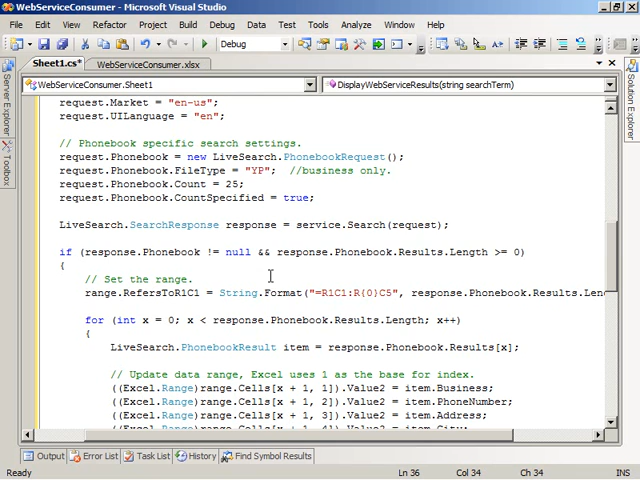 WebServiceConsumer - Microsoft Visual Studio
File Edit View Refactor Project Build Debug Tools Test Analyze Window Help
Debug
Sheet1.cs* WebServiceConsumer.xlsx
WebServiceConsumer.Sheet1 DisplayWebServiceResults(string searchTerm)
Server Explorer
Toolbox
Solution Explorer
request.Market = "en-us";
request.UILanguage = "en";
// Phonebook specific search settings.
request.Phonebook = new LiveSearch.PhonebookRequest();
request.Phonebook.FileType = "YP"; //business only.
request.Phonebook.Count = 25;
request.Phonebook.CountSpecified = true;
LiveSearch.SearchResponse response = service.Search(request);
if (response.Phonebook != null && response.Phonebook.Results.Length >= 0)
{
// Set the range.
range.RefersToR1C1 = String.Format("=R1C1:R{0}C5", response.Phonebook.Results.Len
for (int x = 0; x < response.Phonebook.Results.Length; x++)
{
LiveSearch.PhonebookResult item = response.Phonebook.Results[x];
// Update data range, Excel uses 1 as the base for index.
((Excel.Range)range.Cells[x + 1, 1]).Value2 = item.Business;
((Excel.Range)range.Cells[x + 1, 2]).Value2 = item.PhoneNumber;
((Excel.Range)range.Cells[x + 1, 3]).Value2 = item.Address;
((Excel.Range)range.Cells[x + 1, 4]).Value2 = item.City;
Output Error List Task List History Find Symbol Results
Ready Ln 36 Col 34 Ch 34 INS